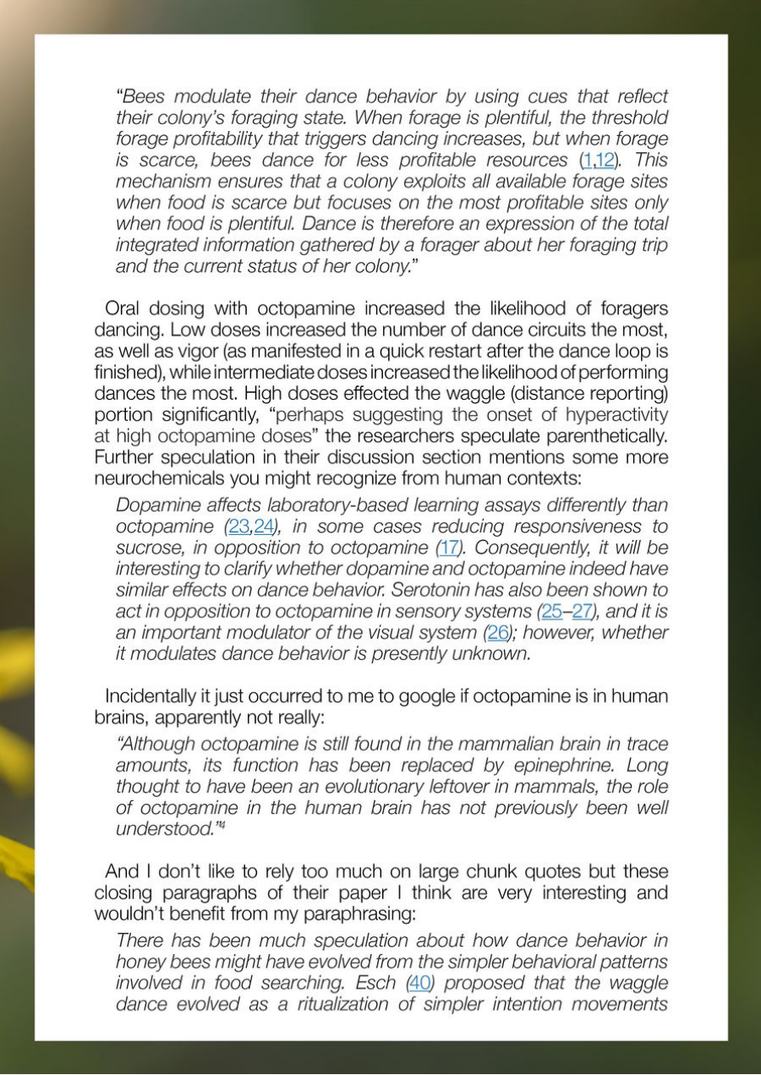 “Bees modulate their dance behavior by using cues that reflect
their colony’s foraging state. When forage is plentiful, the threshold
forage profitability that triggers dancing increases, but when forage
is scarce, bees dance for less profitable resources (1,12). This
mechanism ensures that a colony exploits all available forage sites
when food is scarce but focuses on the most profitable sites only
when food is plentiful. Dance is therefore an expression of the total
integrated information gathered by a forager about her foraging trip
and the current status of her colony.”
Oral dosing with octopamine increased the likelihood of foragers
dancing. Low doses increased the number of dance circuits the most,
as well as vigor (as manifested in a quick restart after the dance loop is
finished), while intermediate doses increased the likelihood of performing
dances the most. High doses effected the waggle (distance reporting)
portion significantly, “perhaps suggesting the onset of hyperactivity
at high octopamine doses” the researchers speculate parenthetically.
Further speculation in their discussion section mentions some more
neurochemicals you might recognize from human contexts:
Dopamine affects laboratory-based learning assays differently than
octopamine (23,24), in some cases reducing responsiveness to
sucrose, in opposition to octopamine (17). Consequently, it will be
interesting to clarify whether dopamine and octopamine indeed have
similar effects on dance behavior. Serotonin has also been shown to
act in opposition to octopamine in sensory systems (25–27), and it is
an important modulator of the visual system (26); however, whether
it modulates dance behavior is presently unknown.
Incidentally it just occurred to me to google if octopamine is in human
brains, apparently not really:
“Although octopamine is still found in the mammalian brain in trace
amounts, its function has been replaced by epinephrine. Long
thought to have been an evolutionary leftover in mammals, the role
of octopamine in the human brain has not previously been well
understood.”⁴
And I don’t like to rely too much on large chunk quotes but these
closing paragraphs of their paper I think are very interesting and
wouldn’t benefit from my paraphrasing:
There has been much speculation about how dance behavior in
honey bees might have evolved from the simpler behavioral patterns
involved in food searching. Esch (40) proposed that the waggle
dance evolved as a ritualization of simpler intention movements